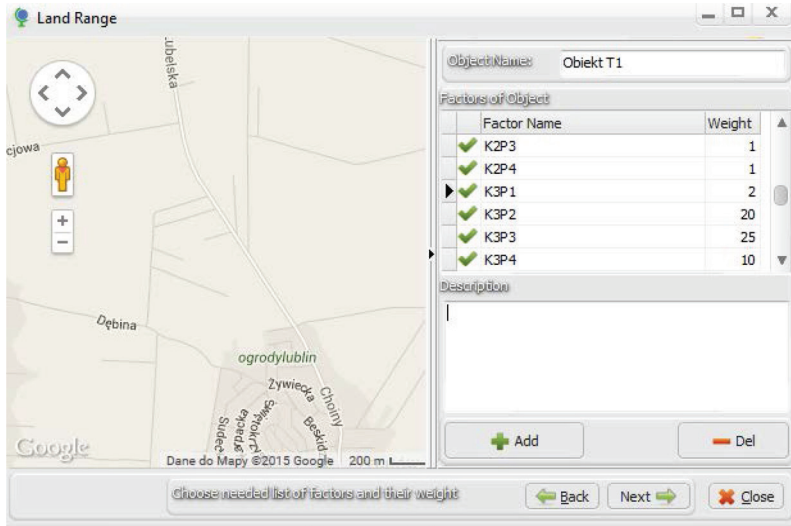 Land Range
Lubelska
cjowa
Dębina
ogrodylublin
Żywiecka
Choiny
Google
Dane do Mapy ©2015 Google 200 m
Object Name: Obiekt T1
Factors of Object
Factor Name Weight
K2P3 1
K2P4 1
K3P1 2
K3P2 20
K3P3 25
K3P4 10
Description
Add Del
Choose needed list of factors and their weight
Back Next Close